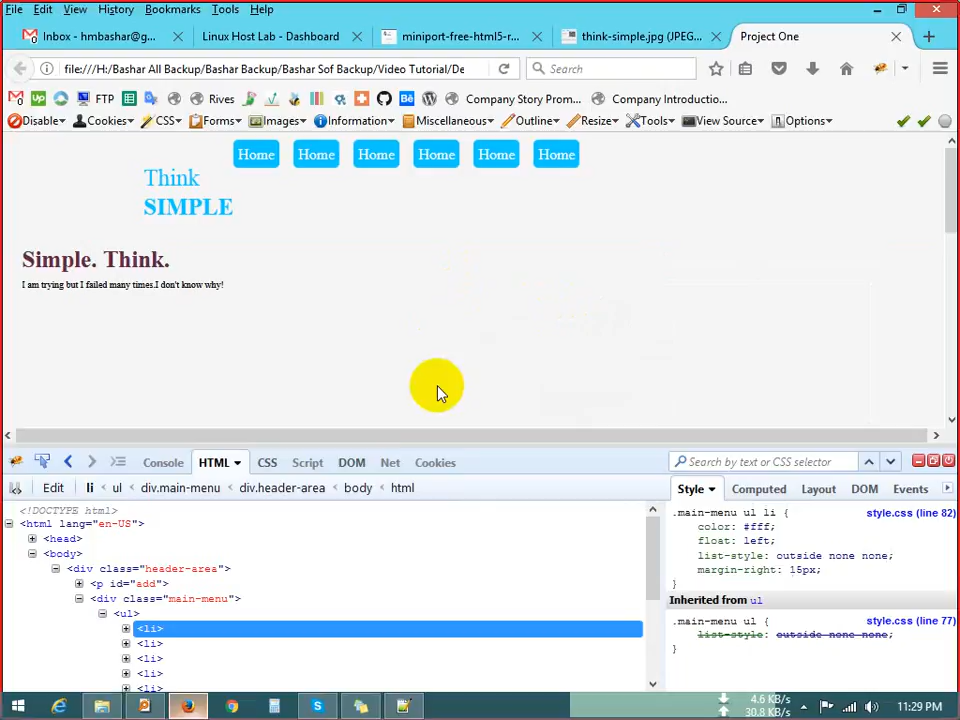 File Edit View History Bookmarks Tools Help
Inbox - hmbashar@g... Linux Host Lab - Dashboard miniport-free-html5-r... think-simple.jpg (JPEG... Project One
file:///H:/Bashar All Backup/Bashar Backup/Bashar Sof Backup/Video Tutorial/De Search
FTP Rives Company Story Prom... Company Introductio...
Disable Cookies CSS Forms Images Information Miscellaneous Outline Resize Tools View Source Options
Home Home Home Home Home Home
Think
SIMPLE
Simple. Think.
I am trying but I failed many times.I don't know why!
Console HTML CSS Script DOM Net Cookies Search by text or CSS selector
Edit li < ul < div.main-menu < div.header-area < body < html Style Computed Layout DOM Events
<!DOCTYPE html>
<html lang="en-US">
<head>
<body>
<div class="header-area">
<p id="add">
<div class="main-menu">
<ul>
<li>
<li>
<li>
<li>
<li>
.main-menu ul li { style.css (line 82)
color: #fff;
float: left;
list-style: outside none none;
margin-right: 15px;
}
Inherited from ul
.main-menu ul { style.css (line 77)
list-style: outside none none;
}
4.6 KB/s
30.8 KB/s
11:29 PM